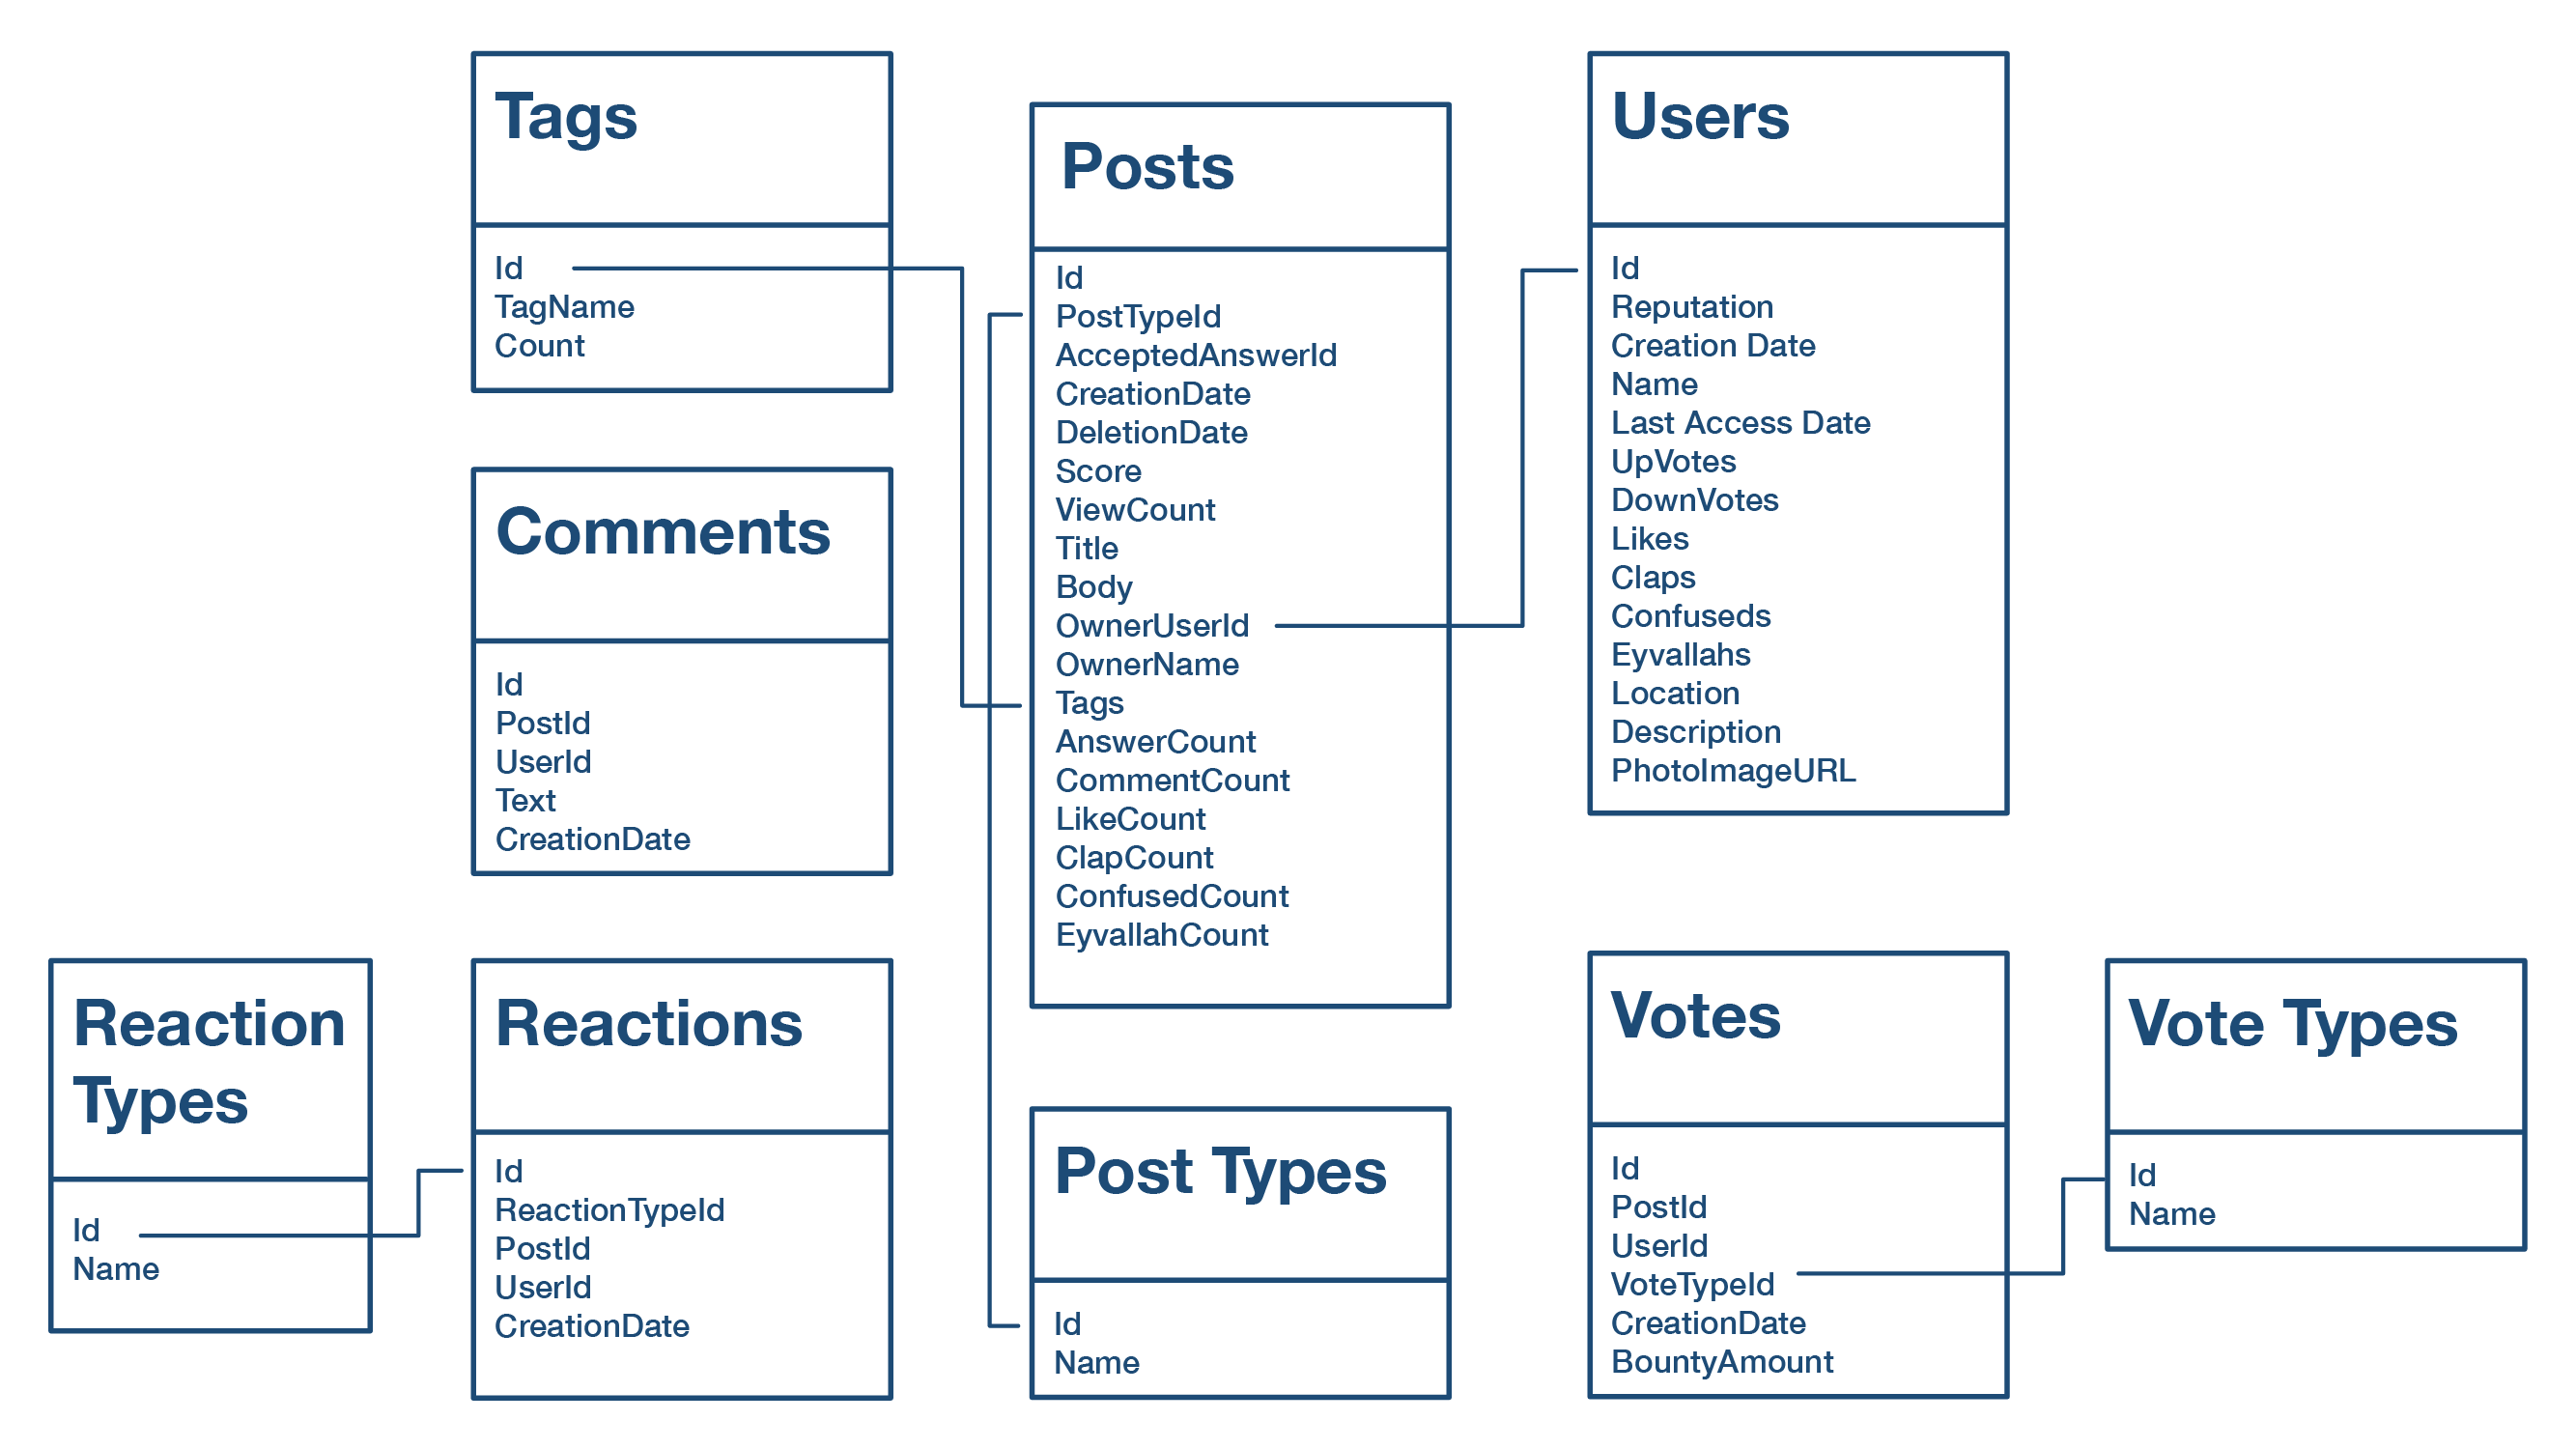 Tags
Id
TagName
Count
Comments
Id
PostId
UserId
Text
CreationDate
Reaction
Types
Id
Name
Reactions
Id
ReactionTypeId
PostId
UserId
CreationDate
Posts
Id
PostTypeId
AcceptedAnswerId
CreationDate
DeletionDate
Score
ViewCount
Title
Body
OwnerUserId
OwnerName
Tags
AnswerCount
CommentCount
LikeCount
ClapCount
ConfusedCount
EyvallahCount
Post Types
Id
Name
Users
Id
Reputation
Creation Date
Name
Last Access Date
UpVotes
DownVotes
Likes
Claps
Confuseds
Eyvallahs
Location
Description
PhotoImageURL
Votes
Id
PostId
UserId
VoteTypeId
CreationDate
BountyAmount
Vote Types
Id
Name